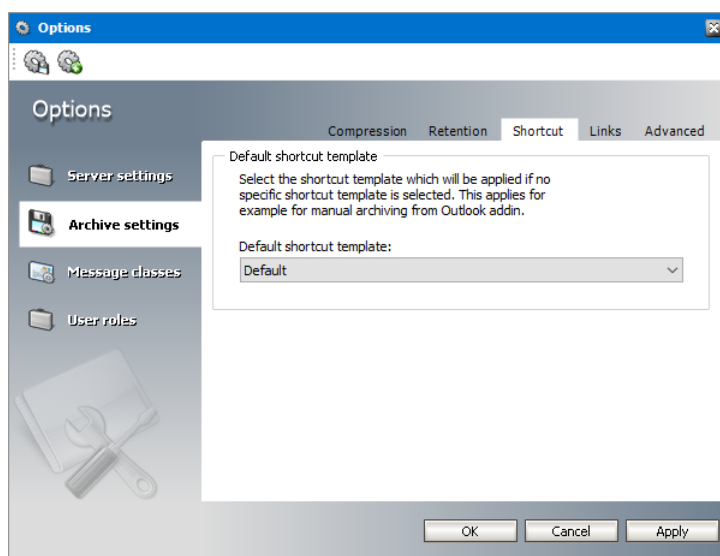 Options
Options
Compression Retention Shortcut Links Advanced
Server settings
Archive settings
Message classes
User roles
Default shortcut template
Select the shortcut template which will be applied if no
specific shortcut template is selected. This applies for
example for manual archiving from Outlook addin.
Default shortcut template:
Default
OK Cancel Apply